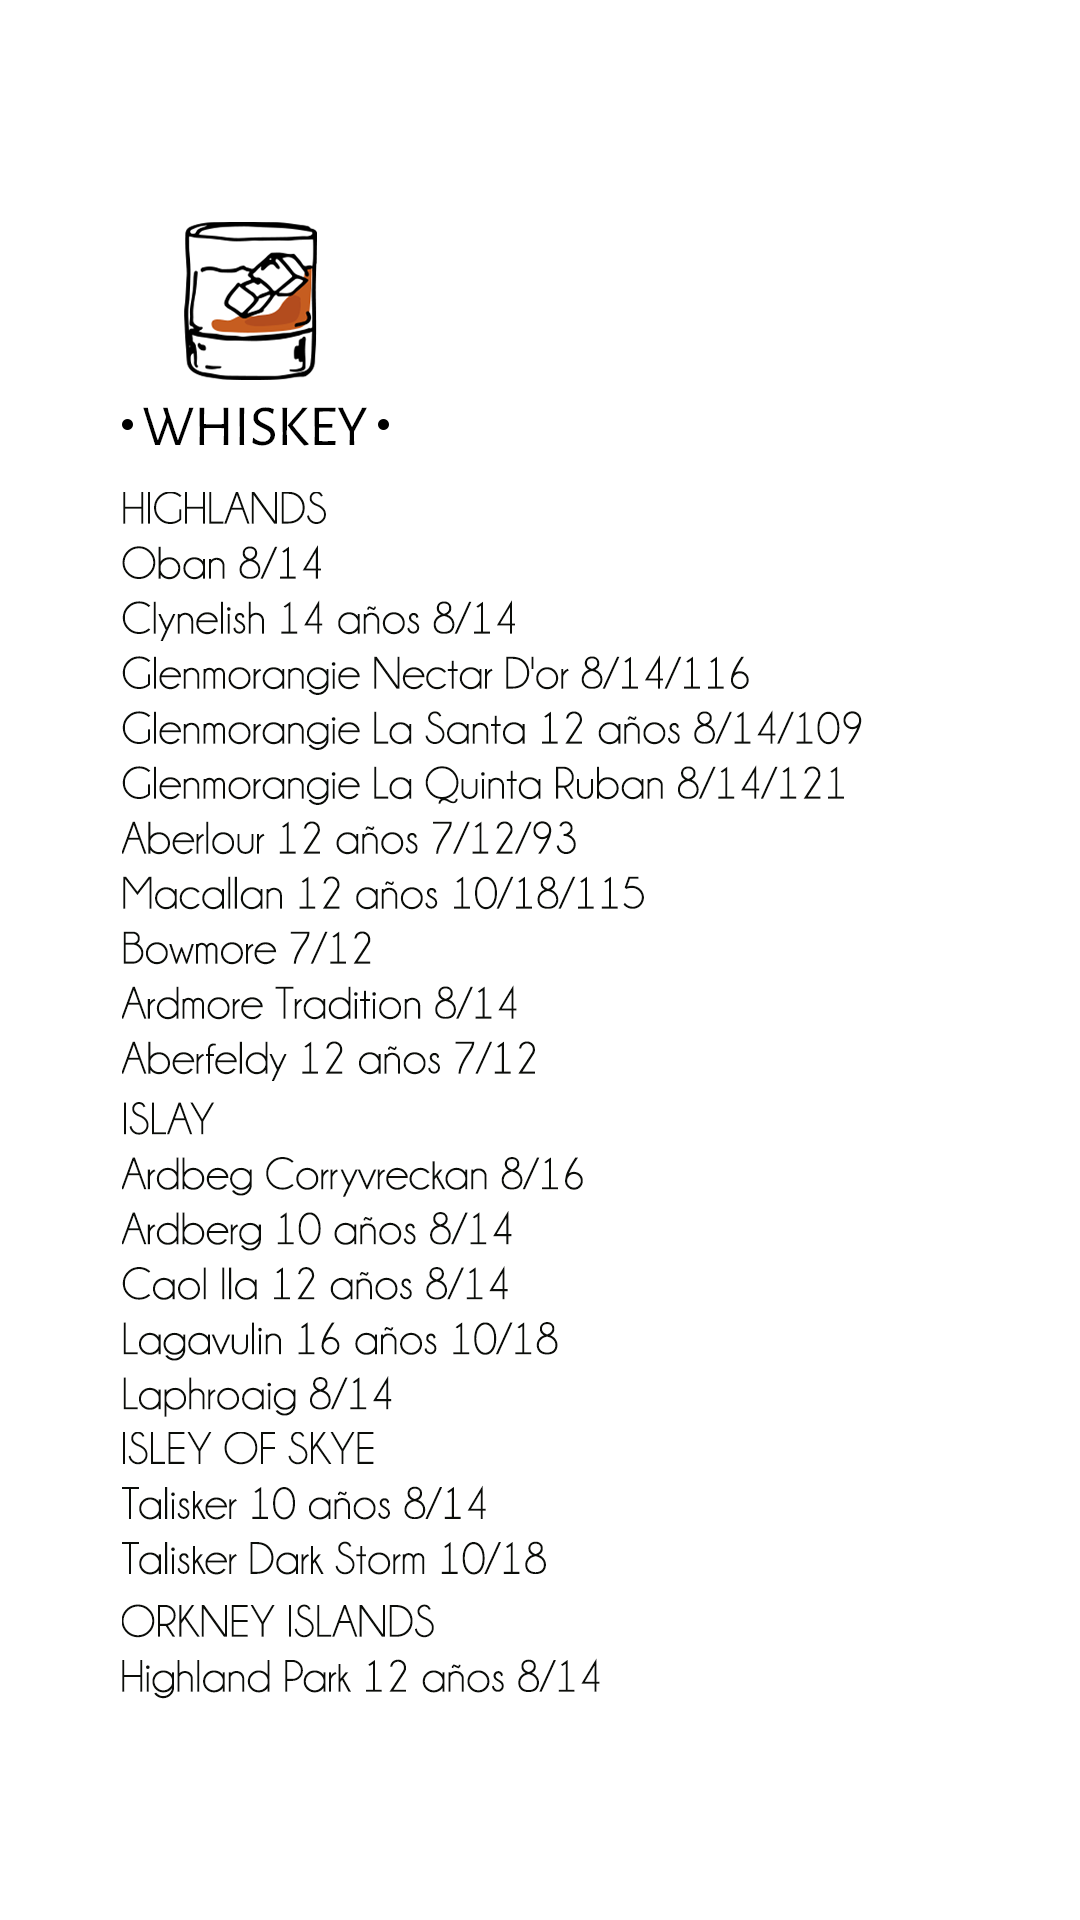 • WHISKEY •
HIGHLANDS
Oban 8/14
Clynelish 14 años 8/14
Glenmorangie Nectar D'or 8/14/116
Glenmorangie La Santa 12 años 8/14/109
Glenmorangie La Quinta Ruban 8/14/121
Aberlour 12 años 7/12/93
Macallan 12 años 10/18/115
Bowmore 7/12
Ardmore Tradition 8/14
Aberfeldy 12 años 7/12
ISLAY
Ardbeg Corryvreckan 8/16
Ardberg 10 años 8/14
Caol Ila 12 años 8/14
Lagavulin 16 años 10/18
Laphroaig 8/14
ISLEY OF SKYE
Talisker 10 años 8/14
Talisker Dark Storm 10/18
ORKNEY ISLANDS
Highland Park 12 años 8/14